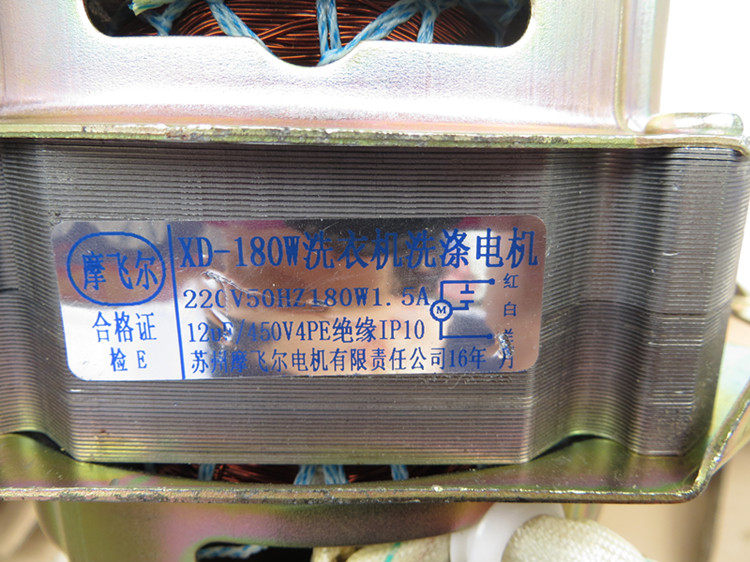 摩飞尔
合格证
检 E
XD-180W洗衣机洗涤电机
220V50HZ180W1.5A
12μF/450V4PE绝缘IP10
苏州摩飞尔电机有限责任公司16年 月
M
红
白